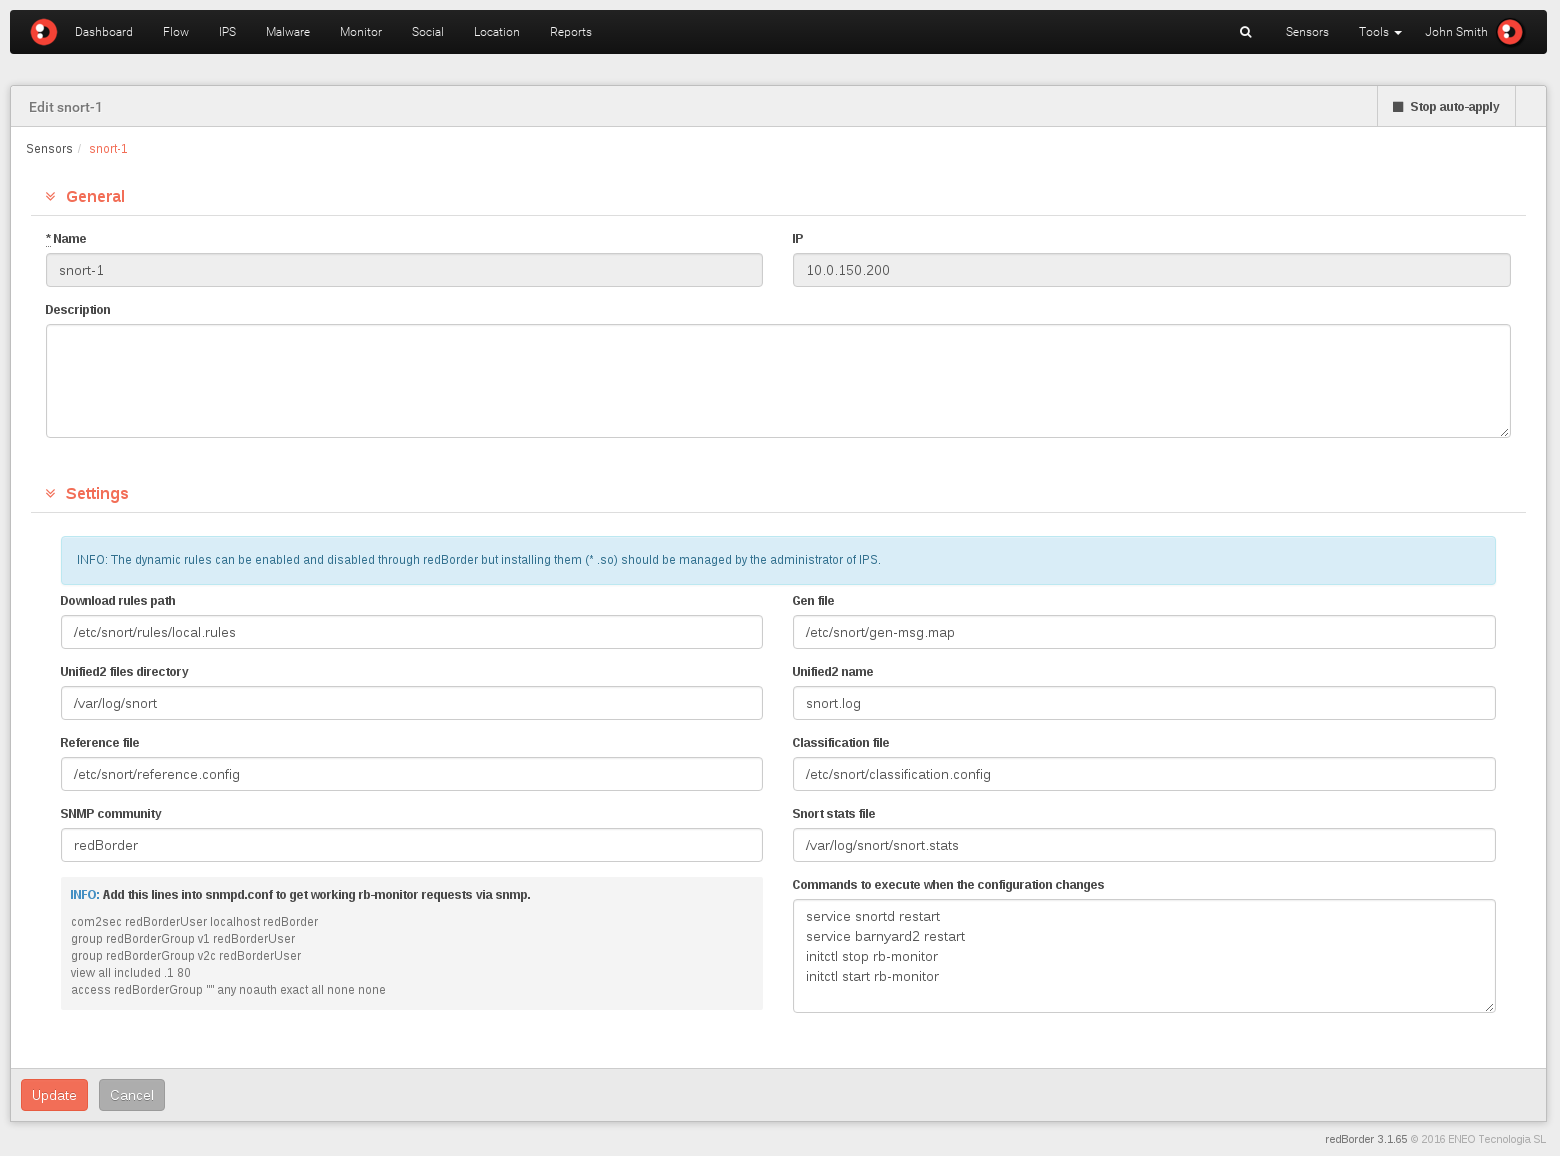 Dashboard Flow IPS Malware Monitor Social Location Reports Sensors Tools John Smith
Edit snort-1 Stop auto-apply
Sensors / snort-1
General
* Name IP
snort-1 10.0.150.200
Description
Settings
INFO: The dynamic rules can be enabled and disabled through redBorder but installing them (* .so) should be managed by the administrator of IPS.
Download rules path Gen file
/etc/snort/rules/local.rules /etc/snort/gen-msg.map
Unified2 files directory Unified2 name
/var/log/snort snort.log
Reference file Classification file
/etc/snort/reference.config /etc/snort/classification.config
SNMP community Snort stats file
redBorder /var/log/snort/snort.stats
INFO: Add this lines into snmpd.conf to get working rb-monitor requests via snmp.
com2sec redBorderUser localhost redBorder
group redBorderGroup v1 redBorderUser
group redBorderGroup v2c redBorderUser
view all included .1 80
access redBorderGroup "" any noauth exact all none none
Commands to execute when the configuration changes
service snortd restart
service barnyard2 restart
initctl stop rb-monitor
initctl start rb-monitor
Update Cancel
redBorder 3.1.65 © 2016 ENEO Tecnologia SL